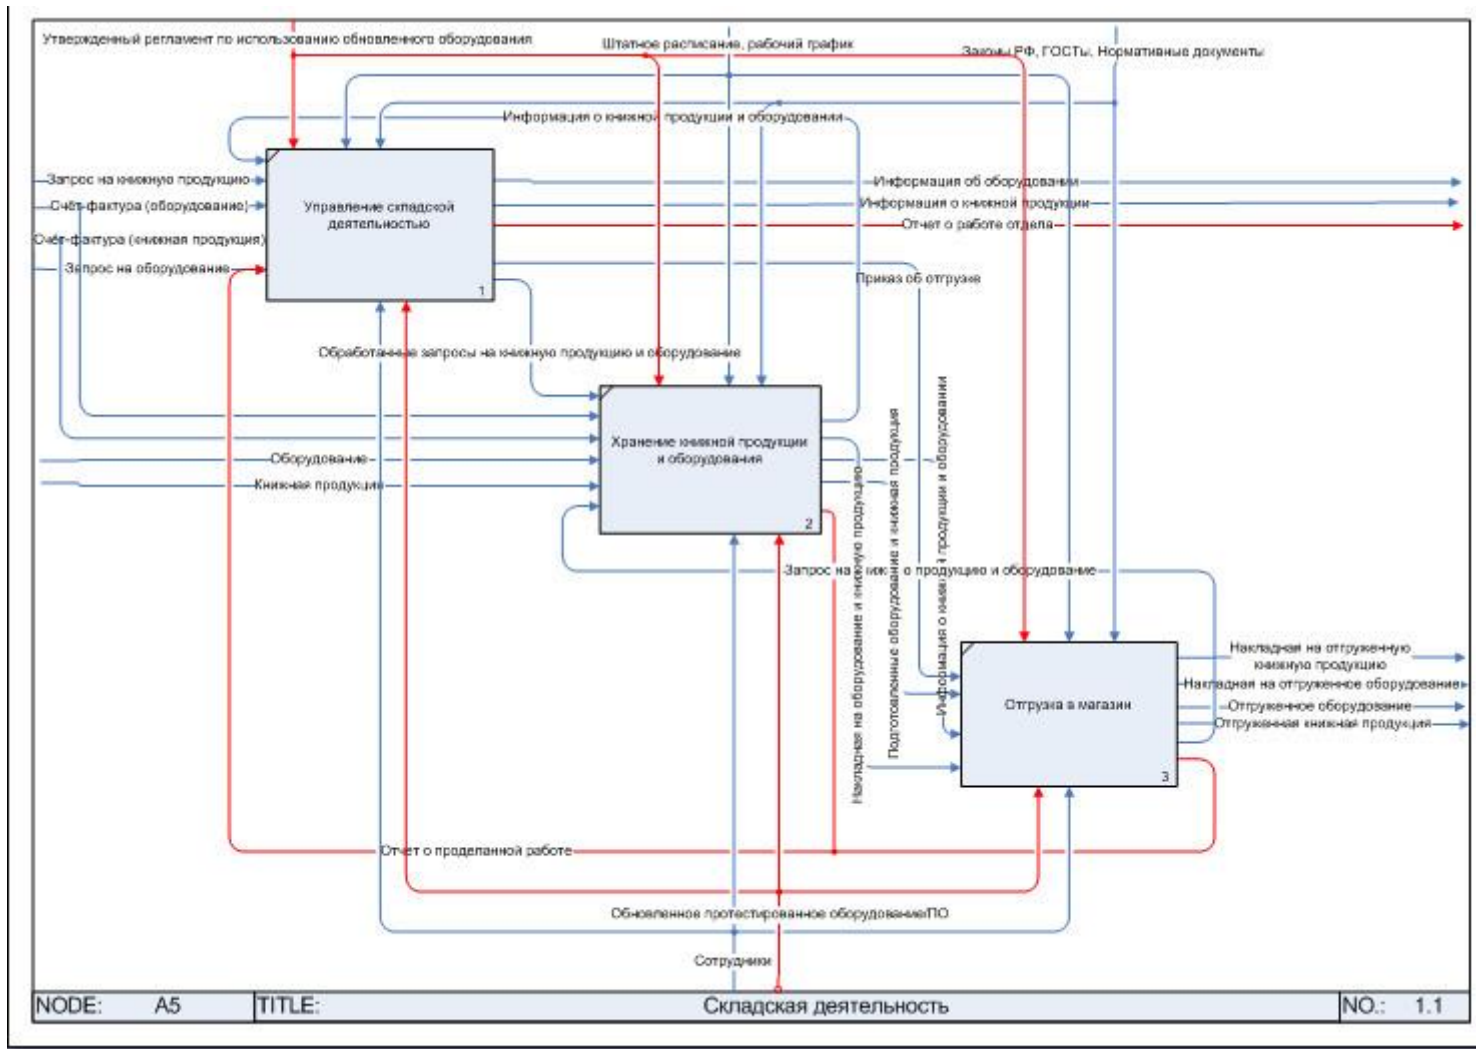 Утвержденный регламент по использованию обновленного оборудования
Штатное расписание, рабочий график
Законы РФ, ГОСТы, Нормативные документы
Информация о книжной продукции и оборудовании
Запрос на книжную продукцию
Счёт-фактура (оборудование)
Счёт-фактура (книжная продукция)
Запрос на оборудование
Управление складской
деятельностью
1
Информация об оборудовании
Информация о книжной продукции
Отчет о работе отдела
Приказ об отгрузке
Обработанные запросы на книжную продукцию и оборудование
Оборудование
Книжная продукция
Хранение книжной продукции
и оборудования
2
Накладная на оборудование и книжную продукцию
Подготовленные оборудование и книжная продукция
Информация о книжной продукции и оборудовании
Запрос на книжную продукцию и оборудование
Отгрузка в магазин
3
Накладная на отгруженную
книжную продукцию
Накладная на отгруженное оборудование
Отгруженное оборудование
Отгруженная книжная продукция
Отчет о проделанной работе
Обновленное протестированное оборудование/ПО
Сотрудники
NODE: A5 TITLE: Складская деятельность NO.: 1.1